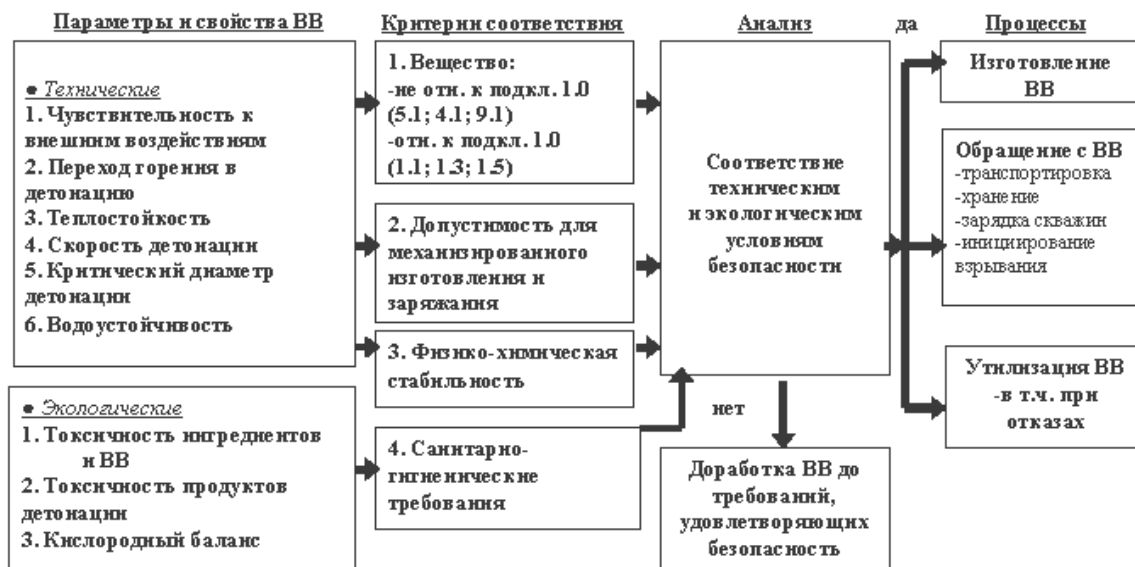 Параметры и свойства ВВ
● Технические
1. Чувствительность к
внешним воздействиям
2. Переход горения в
детонацию
3. Теплостойкость
4. Скорость детонации
5. Критический диаметр
детонации
6. Водоустойчивость
● Экологические
1. Токсичность ингредиентов
и ВВ
2. Токсичность продуктов
детонации
3. Кислородный баланс
Критерии соответствия
1. Вещество:
-не отн. к подкл. 1.0
(5.1; 4.1; 9.1)
-отн. к подкл. 1.0
(1.1; 1.3; 1.5)
2. Допустимость для
механизированного
изготовления и
заряжания
3. Физико-химическая
стабильность
4. Санитарно-
гигиенические
требования
Анализ
Соответствие
техническим
и экологическим
условиям
безопасности
нет
Доработка ВВ до
требований,
удовлетворяющих
безопасность
да
Процессы
Изготовление
ВВ
Обращение с ВВ
-транспортировка
-хранение
-зарядка скважин
-инициирование
взрывания
Утилизация ВВ
-в т.ч. при
отказах